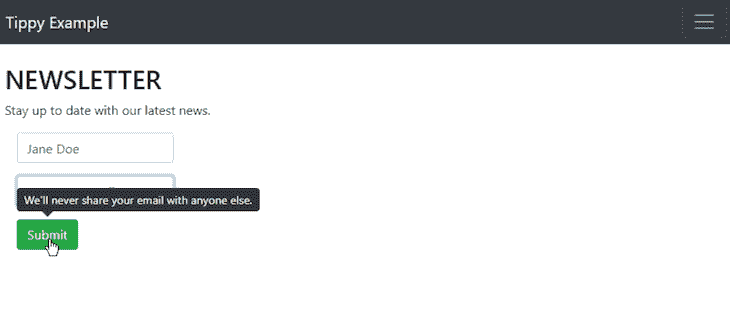 Tippy Example
NEWSLETTER
Stay up to date with our latest news.
Jane Doe
We'll never share your email with anyone else.
Submit